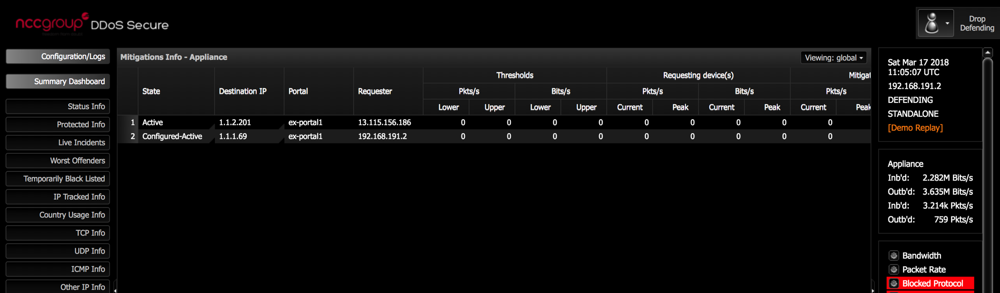 nccgroup DDoS Secure
freedom from doubt
Drop
Defending
Configuration/Logs
Summary Dashboard
Status Info
Protected Info
Live Incidents
Worst Offenders
Temporarily Black Listed
IP Tracked Info
Country Usage Info
TCP Info
UDP Info
ICMP Info
Other IP Info
Mitigations Info - Appliance
Viewing: global
Thresholds Requesting device(s) Mitigat
State Destination IP Portal Requester Pkts/s Bits/s Pkts/s Bits/s Pkts/s
Lower Upper Lower Upper Current Peak Current Peak Current Peak
1 Active 1.1.2.201 ex-portal1 13.115.156.186 0 0 0 0 0 0 0 0 0
2 Configured-Active 1.1.1.69 ex-portal1 192.168.191.2 0 0 0 0 0 0 0 0 0
Sat Mar 17 2018
11:05:07 UTC
192.168.191.2
DEFENDING
STANDALONE
[Demo Replay]
Appliance
Inb'd: 2.282M Bits/s
Outb'd: 3.635M Bits/s
Inb'd: 3.214k Pkts/s
Outb'd: 759 Pkts/s
Bandwidth
Packet Rate
Blocked Protocol